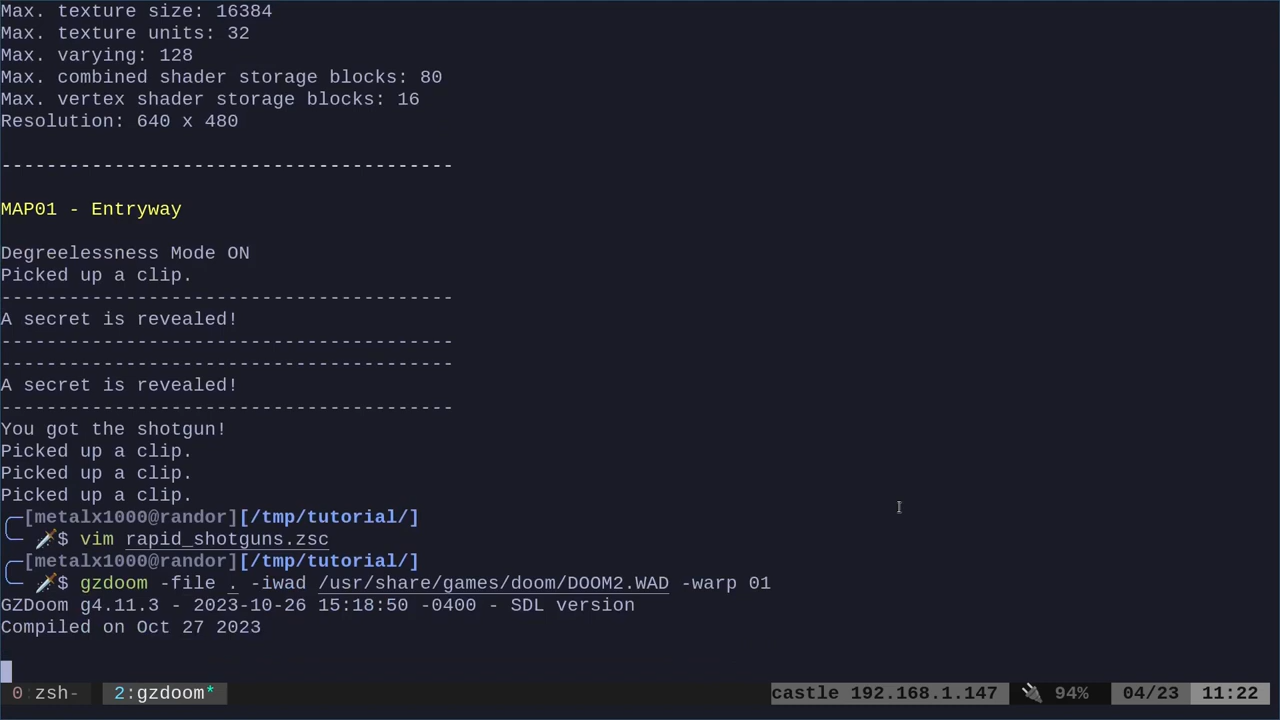 Max. texture size: 16384
Max. texture units: 32
Max. varying: 128
Max. combined shader storage blocks: 80
Max. vertex shader storage blocks: 16
Resolution: 640 x 480
----------------------------------------
MAP01 - Entryway
Degreelessness Mode ON
Picked up a clip.
----------------------------------------
A secret is revealed!
----------------------------------------
----------------------------------------
A secret is revealed!
----------------------------------------
You got the shotgun!
Picked up a clip.
Picked up a clip.
Picked up a clip.
╭─[metalx1000@randor][/tmp/tutorial/]
╰─ 🗡️$ vim rapid_shotguns.zsc
╭─[metalx1000@randor][/tmp/tutorial/]
╰─ 🗡️$ gzdoom -file . -iwad /usr/share/games/doom/DOOM2.WAD -warp 01
GZDoom g4.11.3 - 2023-10-26 15:18:50 -0400 - SDL version
Compiled on Oct 27 2023
0:zsh- 2:gzdoom* castle 192.168.1.147 🔌 94% 04/23 11:22